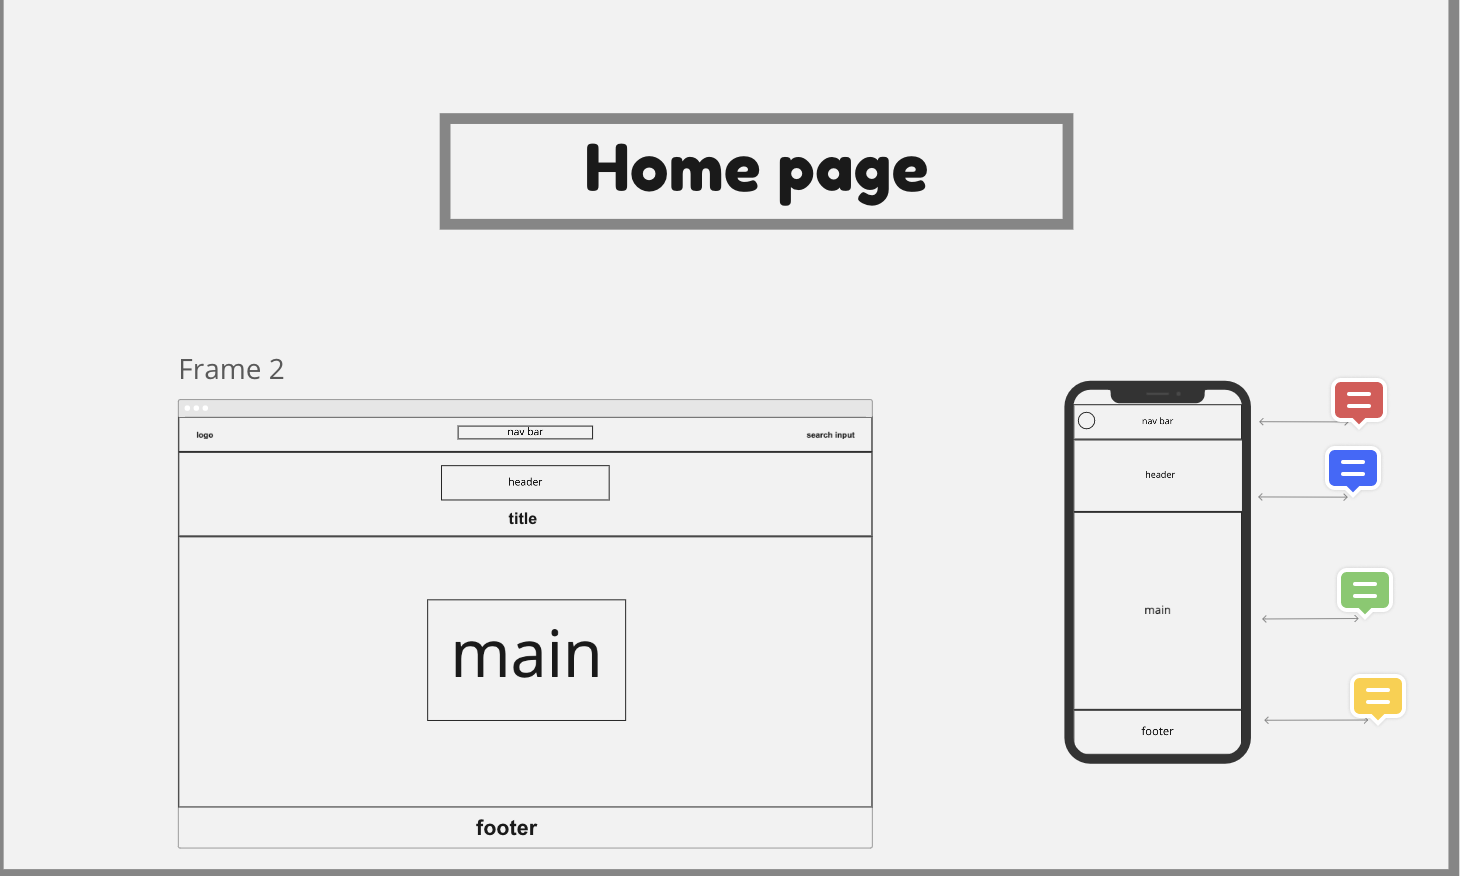 Home page
Frame 2
logo
nav bar
search input
header
title
main
footer
nav bar
header
main
footer